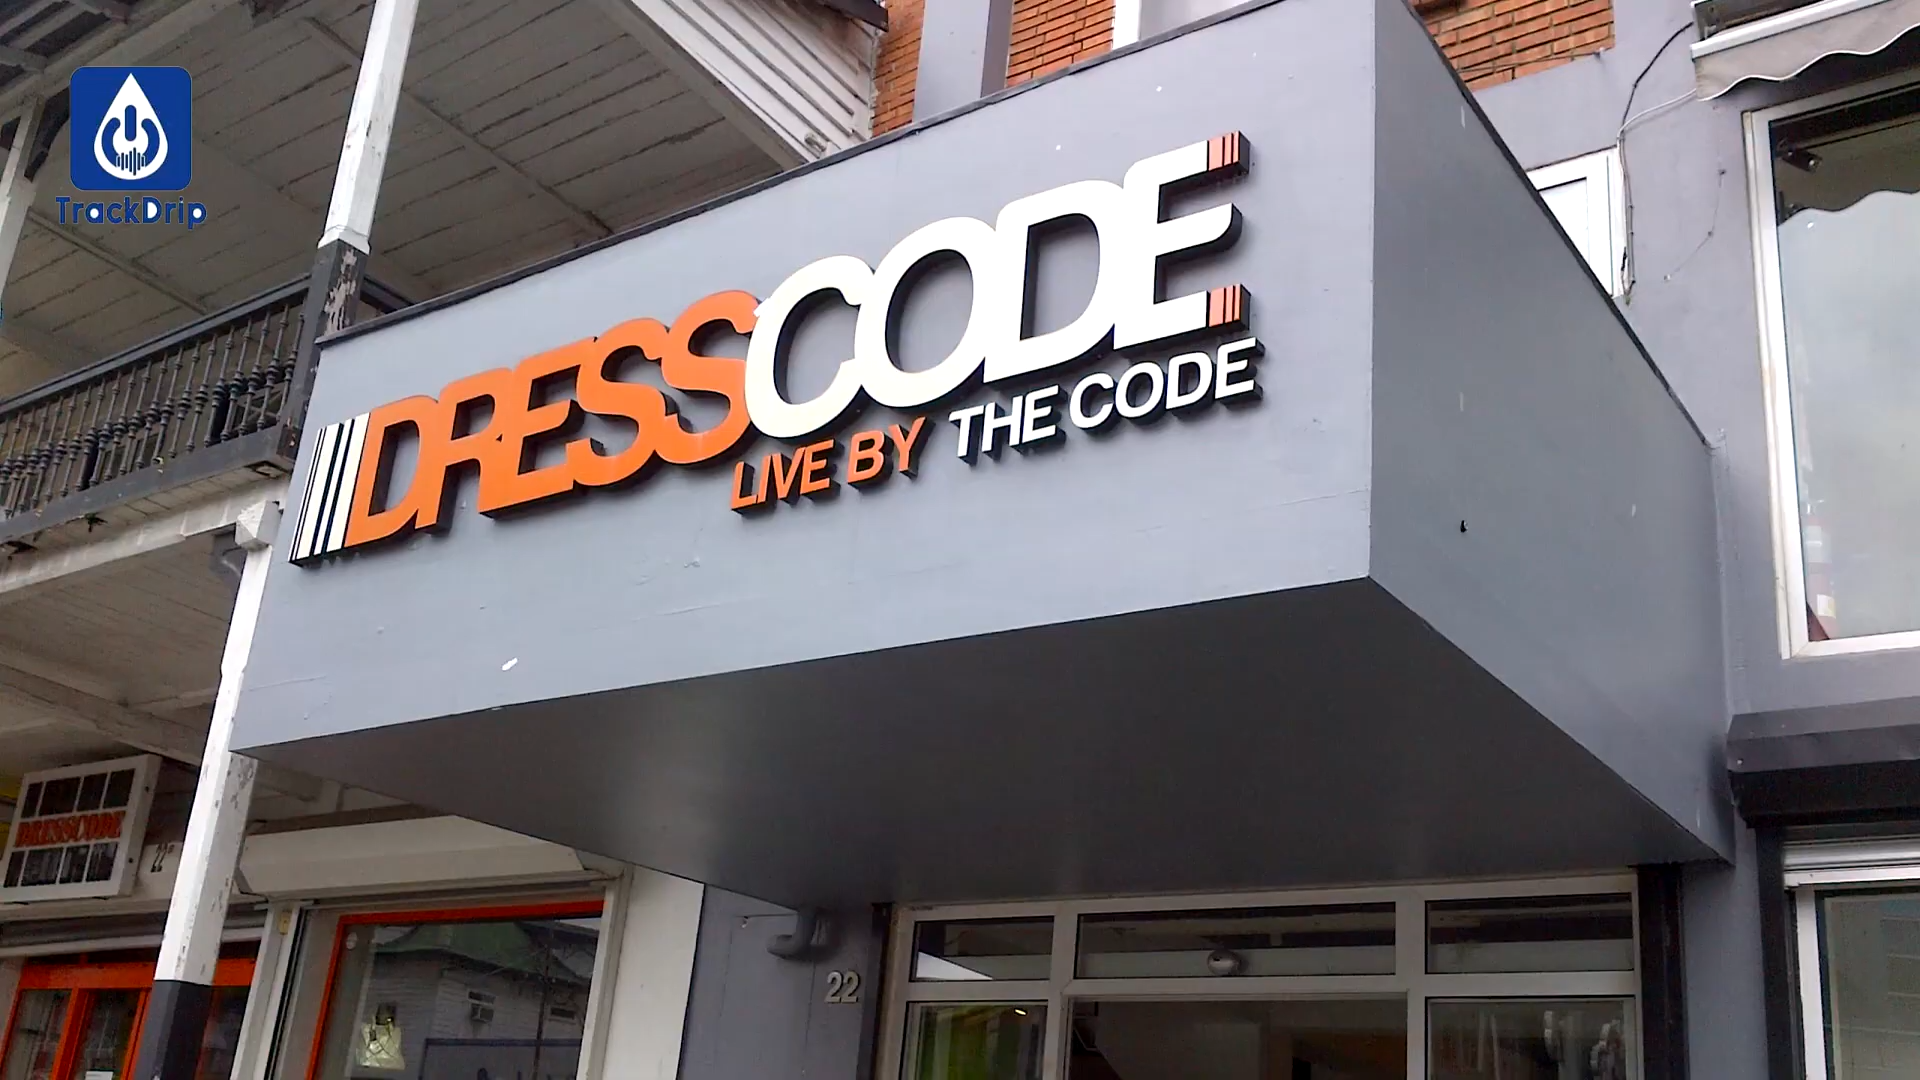 TrackDrip
DRESSCODE
LIVE BY THE CODE
DRESSCODE
22
22